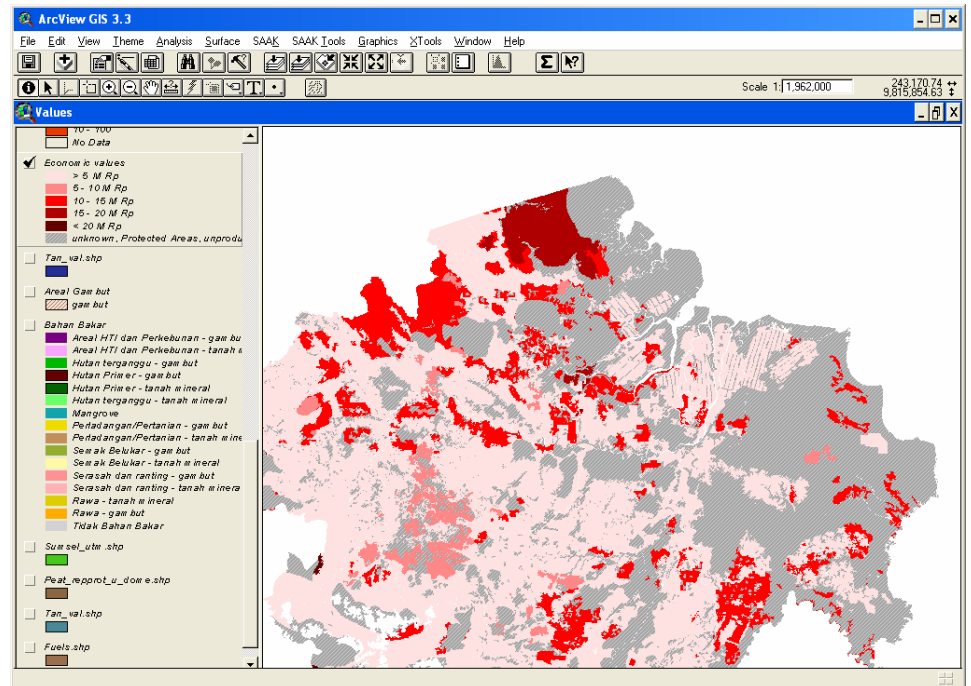 ArcView GIS 3.3
File Edit View Theme Analysis Surface SAAK SAAK Tools Graphics XTools Window Help
Scale 1: 1,962,000
243,170.74
9,815,854.63
Values
10 - 100
No Data
Economic values
> 5 M Rp
5 - 10 M Rp
10 - 15 M Rp
15 - 20 M Rp
< 20 M Rp
unknown, Protected Areas, unprodu
Tan_val.shp
Areal Gambut
gambut
Bahan Bakar
Areal HTI dan Perkebunan - gambu
Areal HTI dan Perkebunan - tanah m
Hutan terganggu - gambut
Hutan Primer - gambut
Hutan Primer - tanah mineral
Hutan terganggu - tanah mineral
Mangrove
Perladangan/Pertanian - gambut
Perladangan/Pertanian - tanah mine
Semak Belukar - gambut
Semak Belukar - tanah mineral
Serasah dan ranting - gambut
Serasah dan ranting - tanah minera
Rawa - tanah mineral
Rawa - gambut
Tidak Bahan Bakar
Sumsel_utm.shp
Peat_repprot_u_dome.shp
Tan_val.shp
Fuels.shp